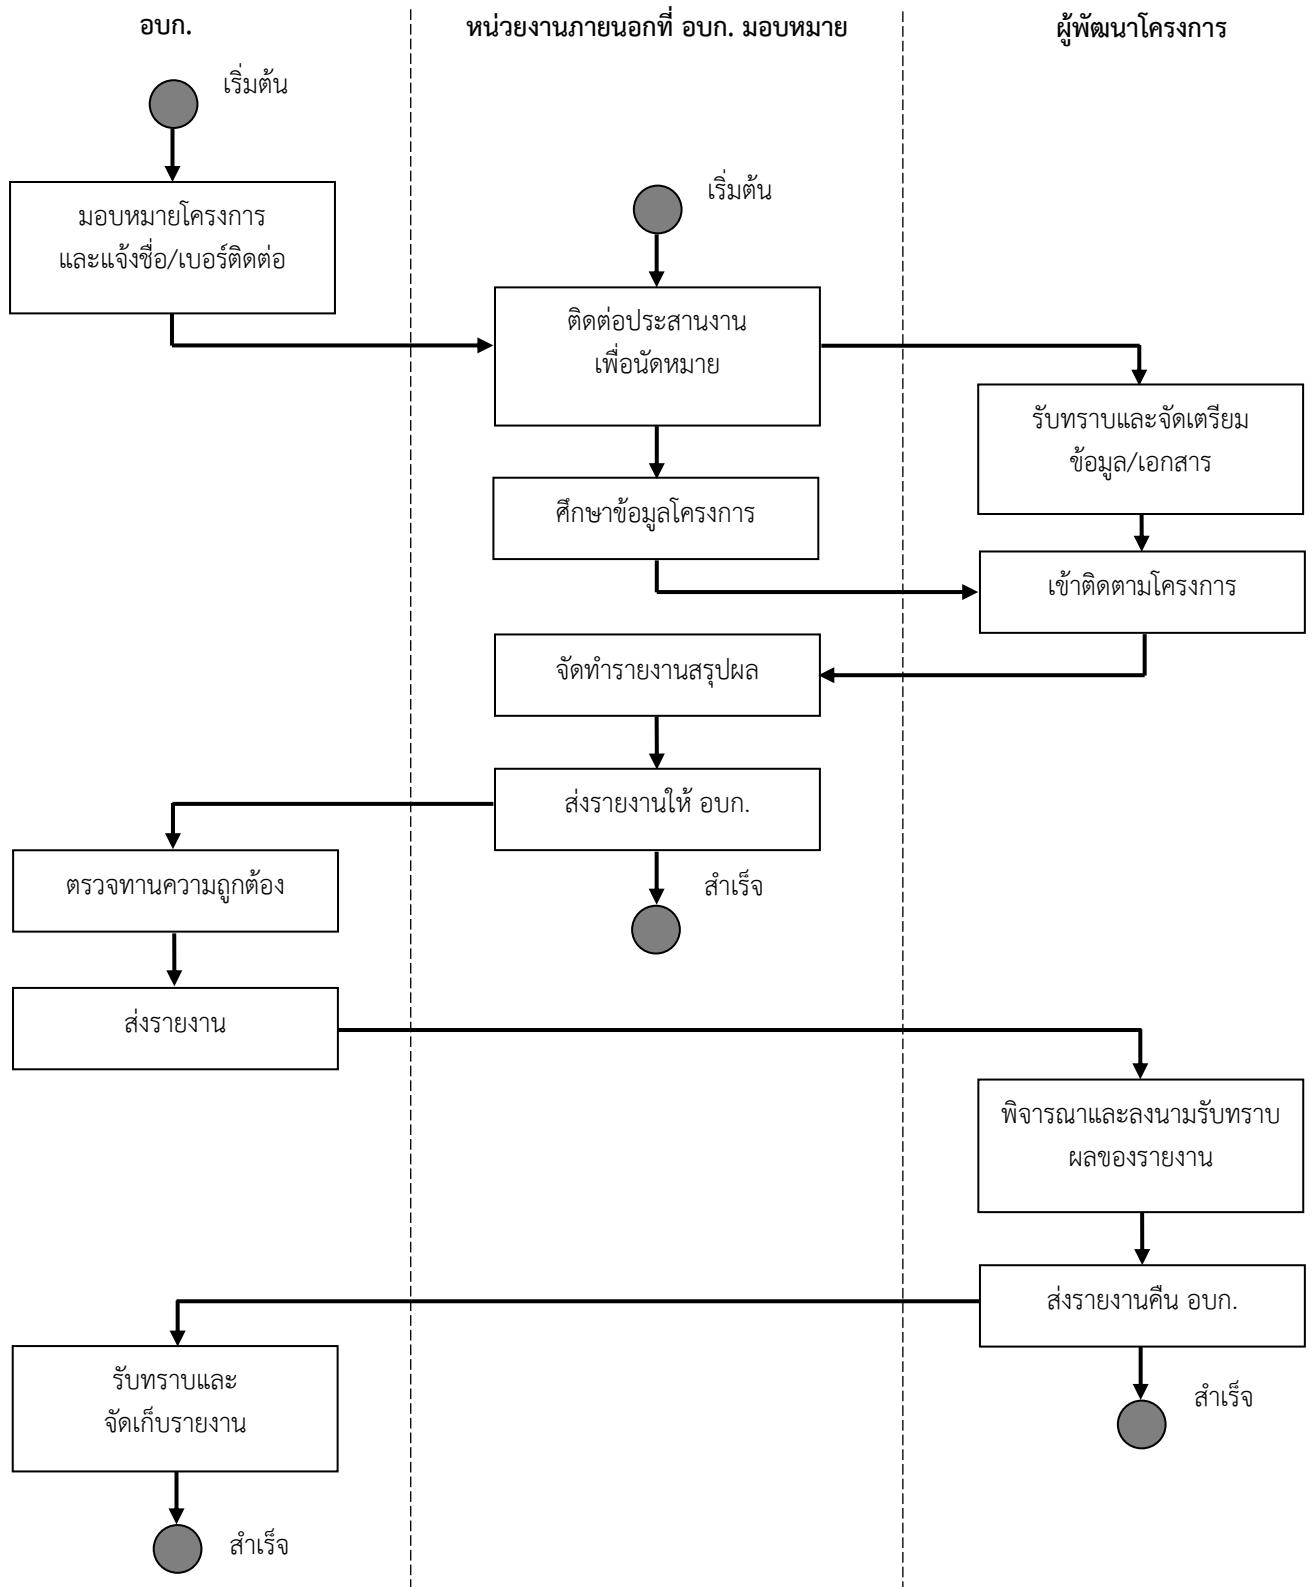 อบก.
หน่วยงานภายนอกที่ อบก. มอบหมาย
ผู้พัฒนาโครงการ
เริ่มต้น
มอบหมายโครงการ
และแจ้งชื่อ/เบอร์ติดต่อ
เริ่มต้น
ติดต่อประสานงาน
เพื่อนัดหมาย
รับทราบและจัดเตรียม
ข้อมูล/เอกสาร
ศึกษาข้อมูลโครงการ
เข้าติดตามโครงการ
จัดทำรายงานสรุปผล
ส่งรายงานให้ อบก.
ตรวจทานความถูกต้อง
สำเร็จ
ส่งรายงาน
พิจารณาและลงนามรับทราบ
ผลของรายงาน
ส่งรายงานคืน อบก.
รับทราบและ
จัดเก็บรายงาน
สำเร็จ
สำเร็จ